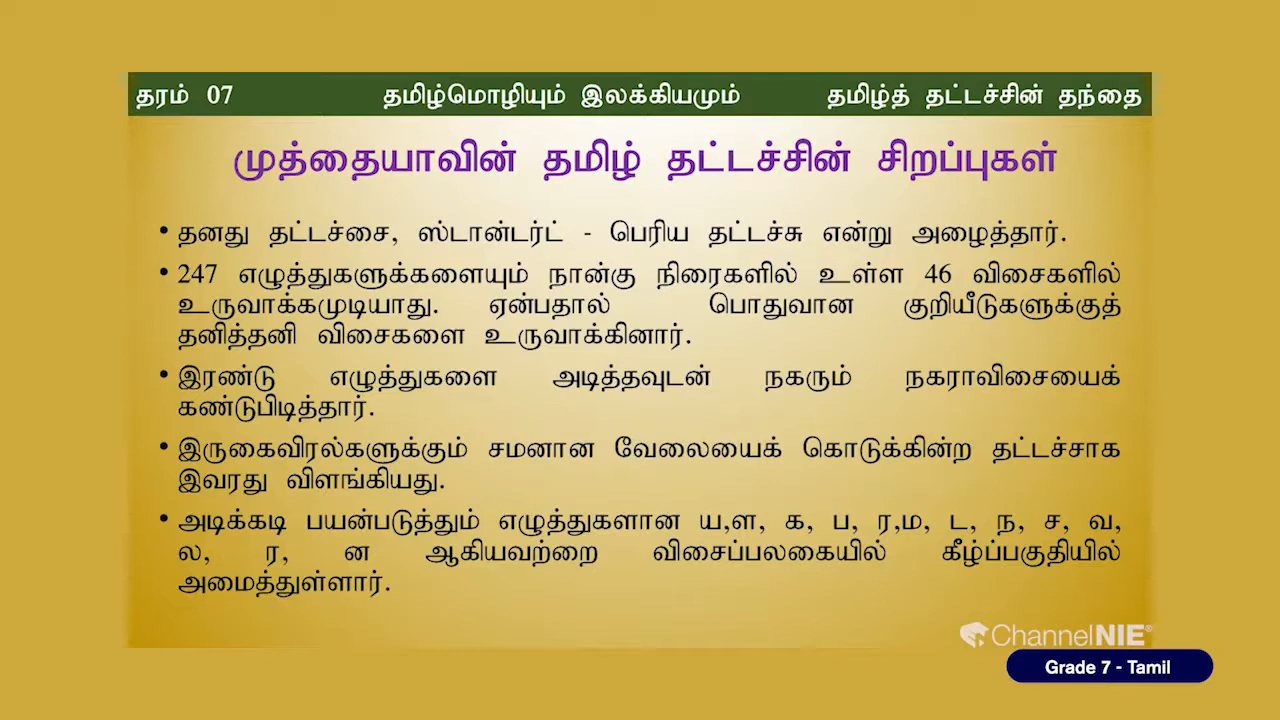 தரம் 07 தமிழ்மொழியும் இலக்கியமும் தமிழ்த் தட்டச்சின் தந்தை
முத்தையாவின் தமிழ் தட்டச்சின் சிறப்புகள்
• தனது தட்டச்சை, ஸ்டான்டர்ட் - பெரிய தட்டச்சு என்று அழைத்தார்.
• 247 எழுத்துகளுக்களையும் நான்கு நிரைகளில் உள்ள 46 விசைகளில்
உருவாக்கமுடியாது. ஏன்பதால் பொதுவான குறியீடுகளுக்குத்
தனித்தனி விசைகளை உருவாக்கினார்.
• இரண்டு எழுத்துகளை அடித்தவுடன் நகரும் நகராவிசையைக்
கண்டுபிடித்தார்.
• இருகைவிரல்களுக்கும் சமனான வேலையைக் கொடுக்கின்ற தட்டச்சாக
இவரது விளங்கியது.
• அடிக்கடி பயன்படுத்தும் எழுத்துகளான ய,ள, க, ப, ர,ம, ட, ந, ச, வ,
ல, ர, ன ஆகியவற்றை விசைப்பலகையில் கீழ்ப்பகுதியில்
அமைத்துள்ளார்.
ChannelNIE®
Grade 7 - Tamil